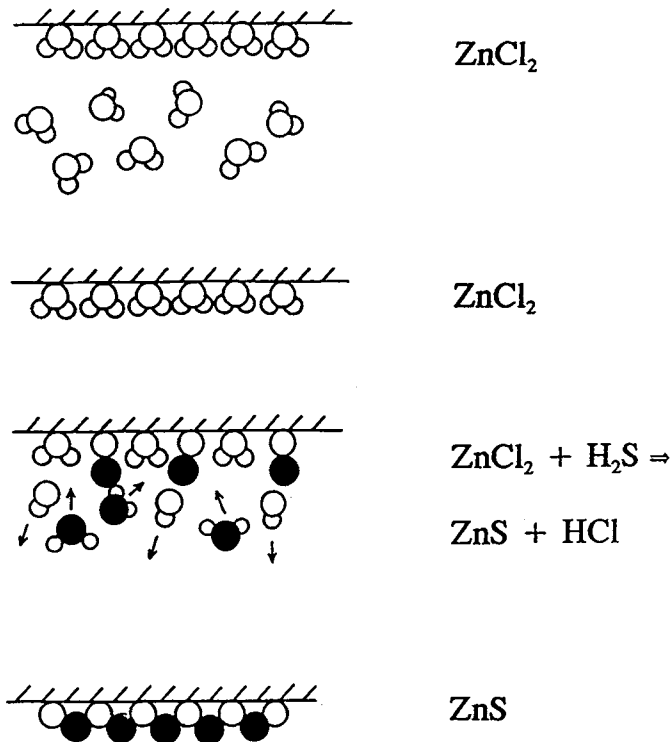 ZnCl₂
ZnCl₂
ZnCl₂ + H₂S ⇒
ZnS + HCl
ZnS